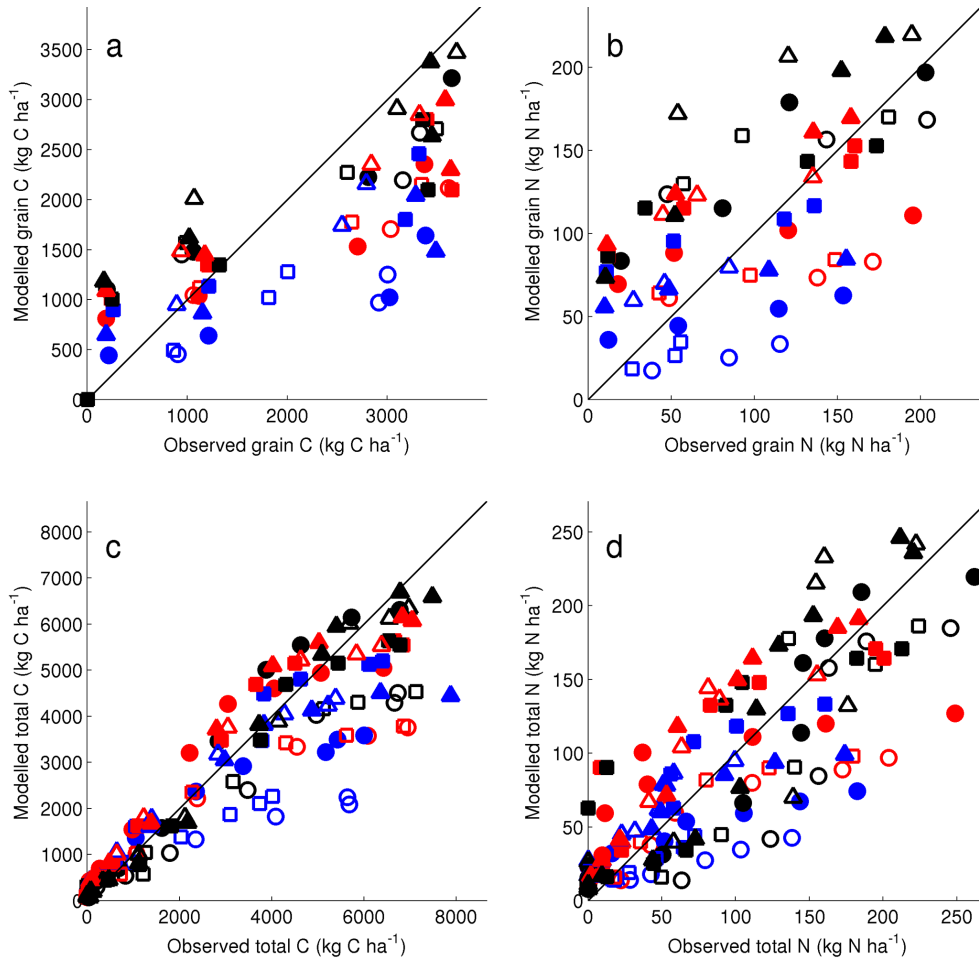 a
3500
3000
2500
2000
1500
1000
500
0
Modelled grain C (kg C ha-1)
0 1000 2000 3000
Observed grain C (kg C ha-1)
b
200
150
100
50
0
Modelled grain N (kg N ha-1)
0 50 100 150 200
Observed grain N (kg N ha-1)
c
8000
7000
6000
5000
4000
3000
2000
1000
0
Modelled total C (kg C ha-1)
0 2000 4000 6000 8000
Observed total C (kg C ha-1)
d
250
200
150
100
50
0
Modelled total N (kg N ha-1)
0 50 100 150 200 250
Observed total N (kg N ha-1)